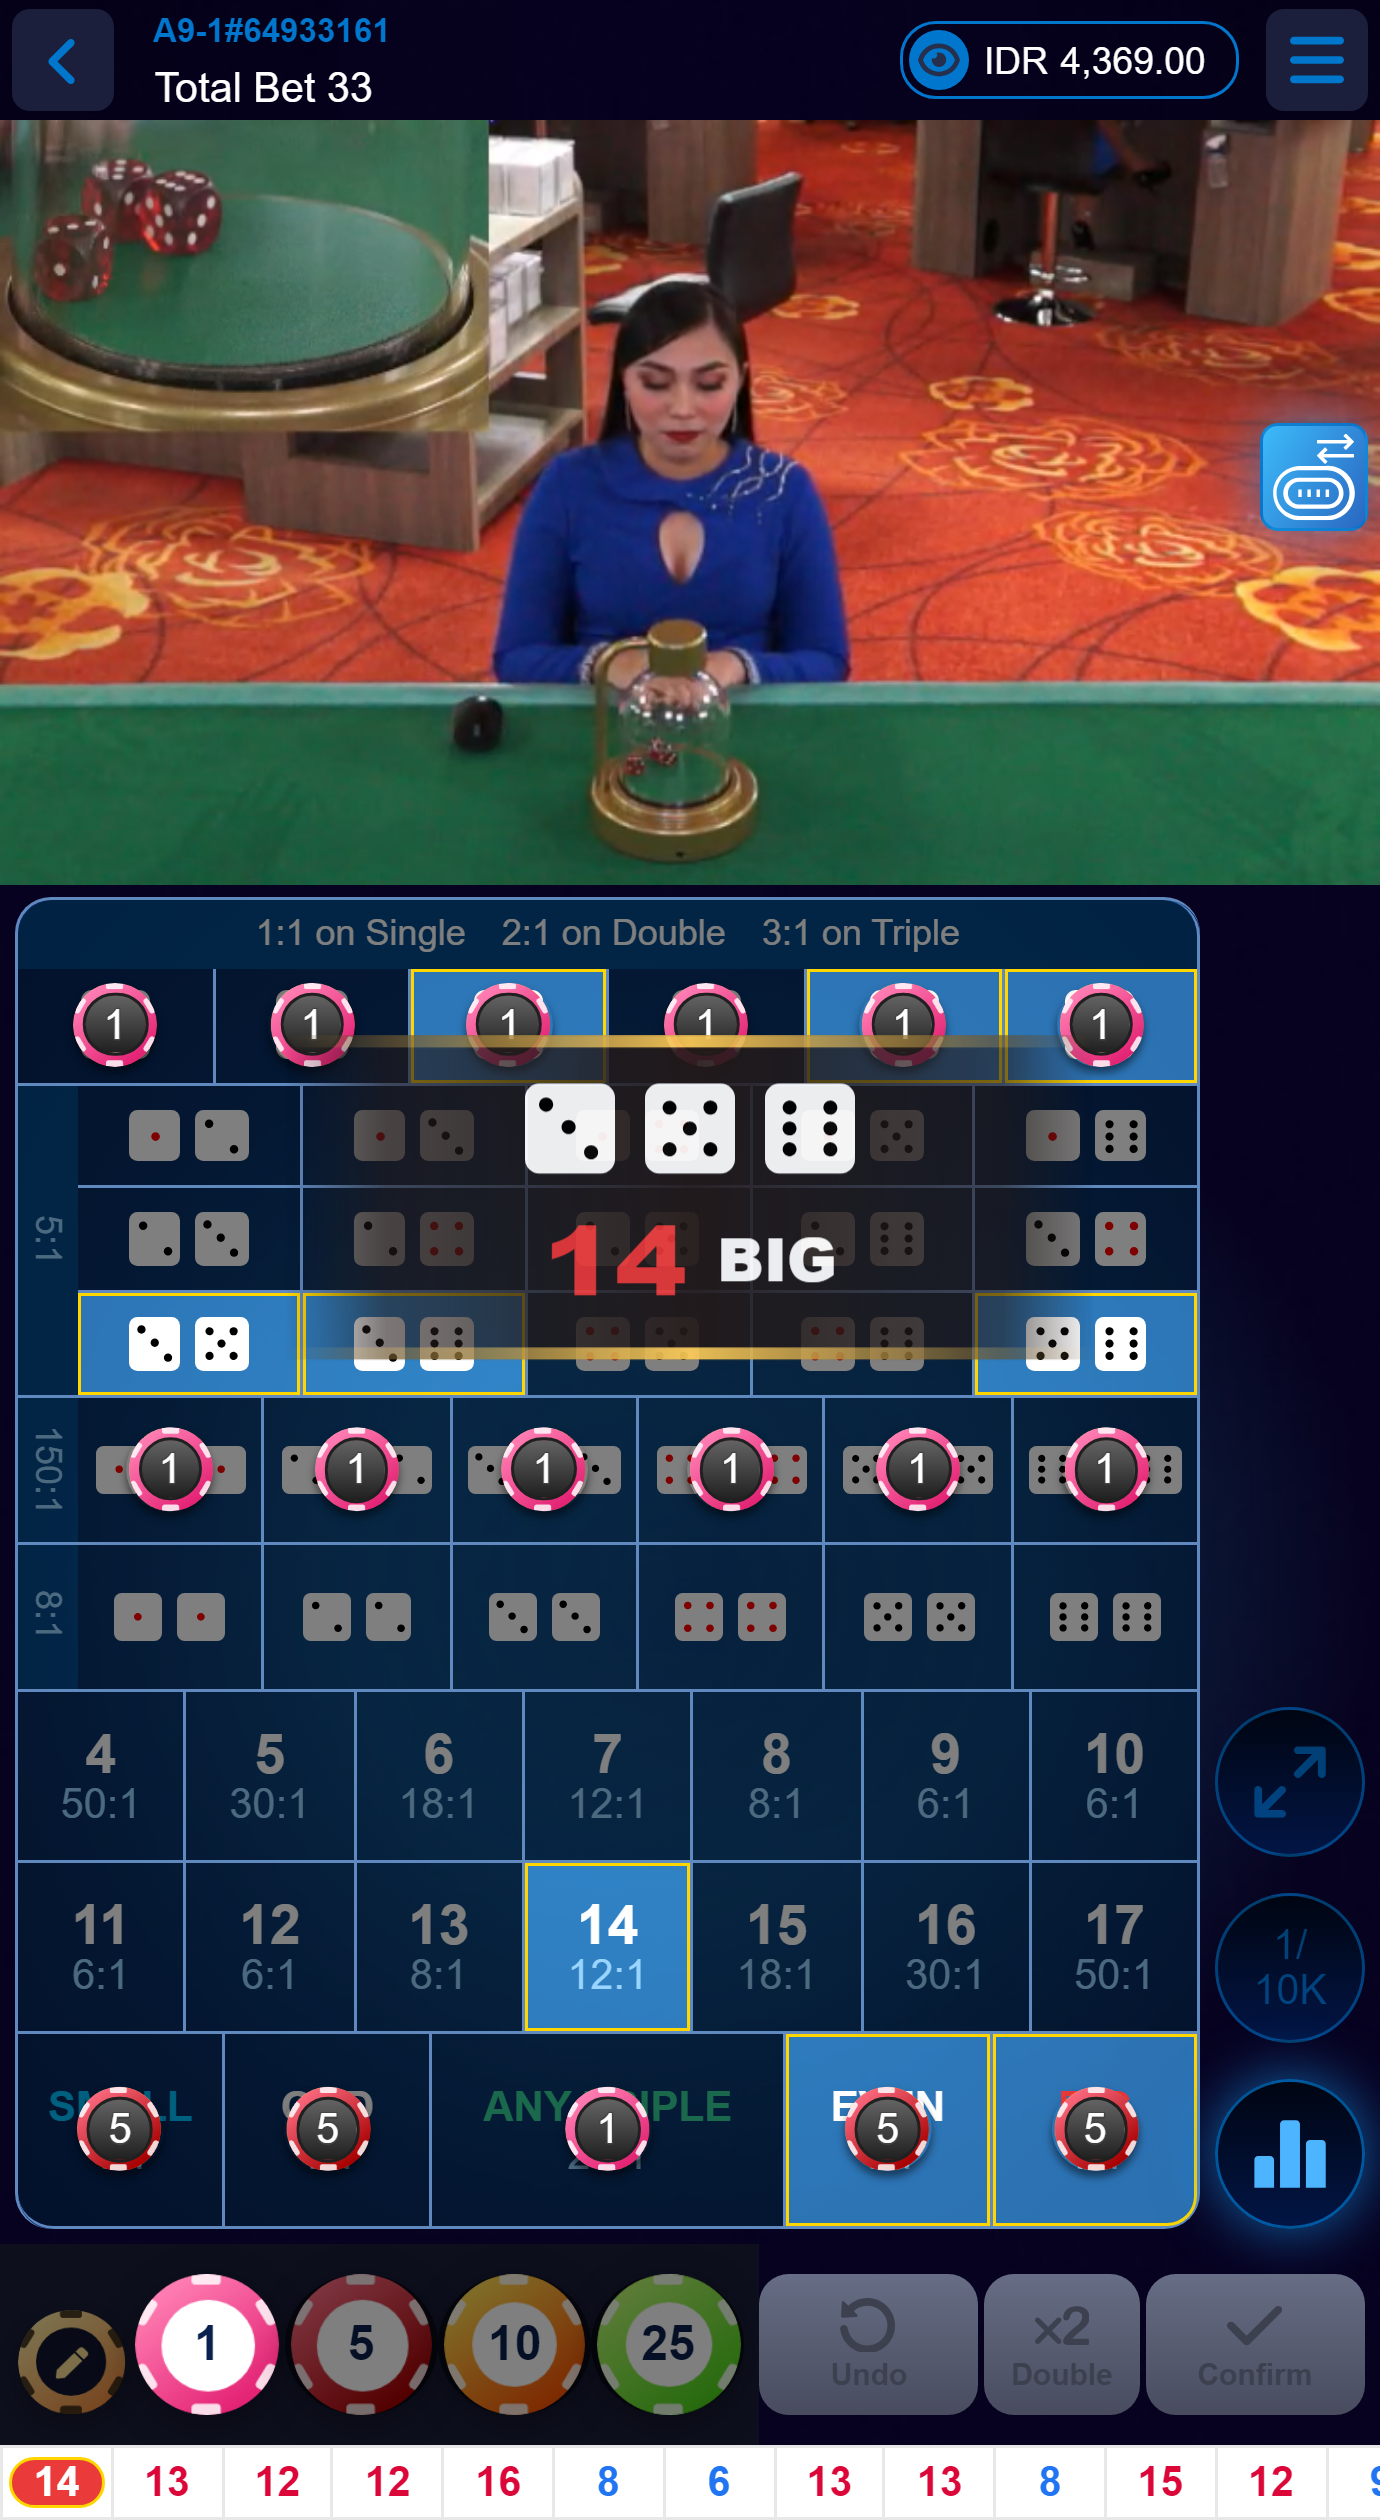 A9-1#64933161
Total Bet 33
IDR 4,369.00
1:1 on Single 2:1 on Double 3:1 on Triple
1 1 1 1 1 1
14 BIG
5:1
150:1
1 1 1 1 1 1
8:1
4 5 6 7 8 9 10
50:1 30:1 18:1 12:1 8:1 6:1 6:1
11 12 13 14 15 16 17
6:1 6:1 8:1 12:1 18:1 30:1 50:1
1/
10K
5 5 1 5 5
1 5 10 25
x2
Undo Double Confirm
14 13 12 12 16 8 6 13 13 8 15 12